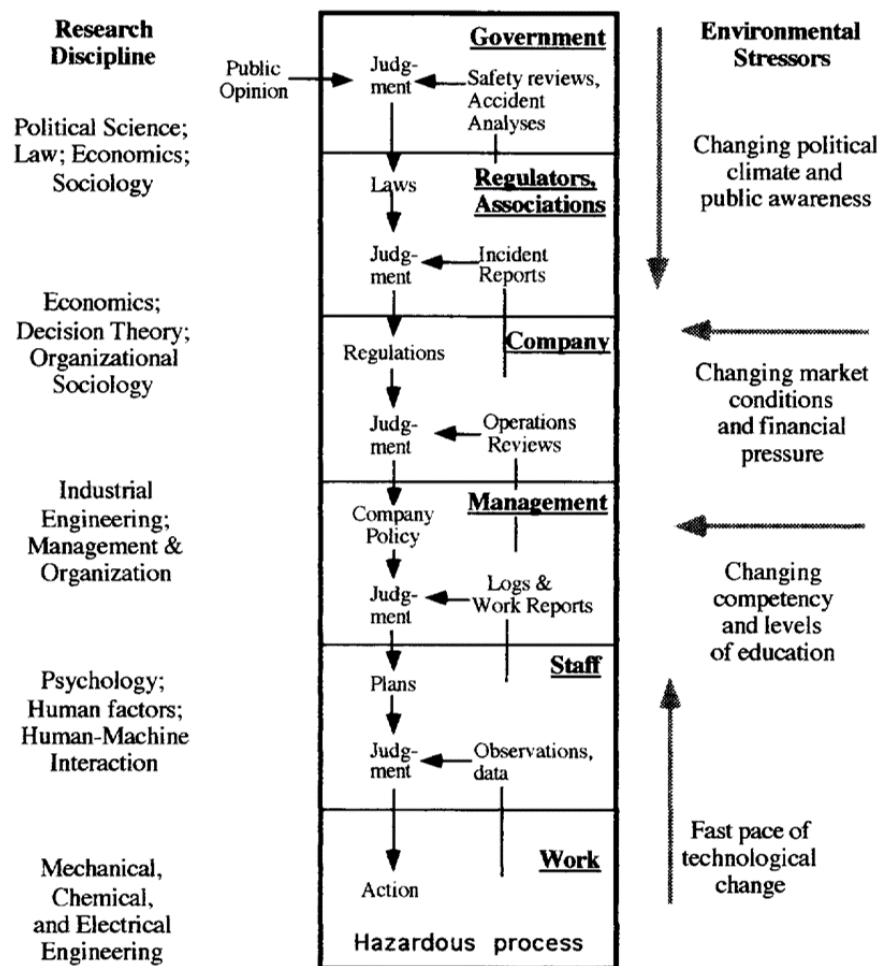 Research
Discipline
Political Science;
Law; Economics;
Sociology
Economics;
Decision Theory;
Organizational
Sociology
Industrial
Engineering;
Management &
Organization
Psychology;
Human factors;
Human-Machine
Interaction
Mechanical,
Chemical,
and Electrical
Engineering
Public
Opinion
Government
Judg-
ment
Safety reviews,
Accident
Analyses
Regulators,
Associations
Laws
Judg-
ment
Incident
Reports
Company
Regulations
Judg-
ment
Operations
Reviews
Management
Company
Policy
Judg-
ment
Logs &
Work Reports
Staff
Plans
Judg-
ment
Observations,
data
Work
Action
Hazardous process
Environmental
Stressors
Changing political
climate and
public awareness
Changing market
conditions
and financial
pressure
Changing
competency
and levels
of education
Fast pace of
technological
change